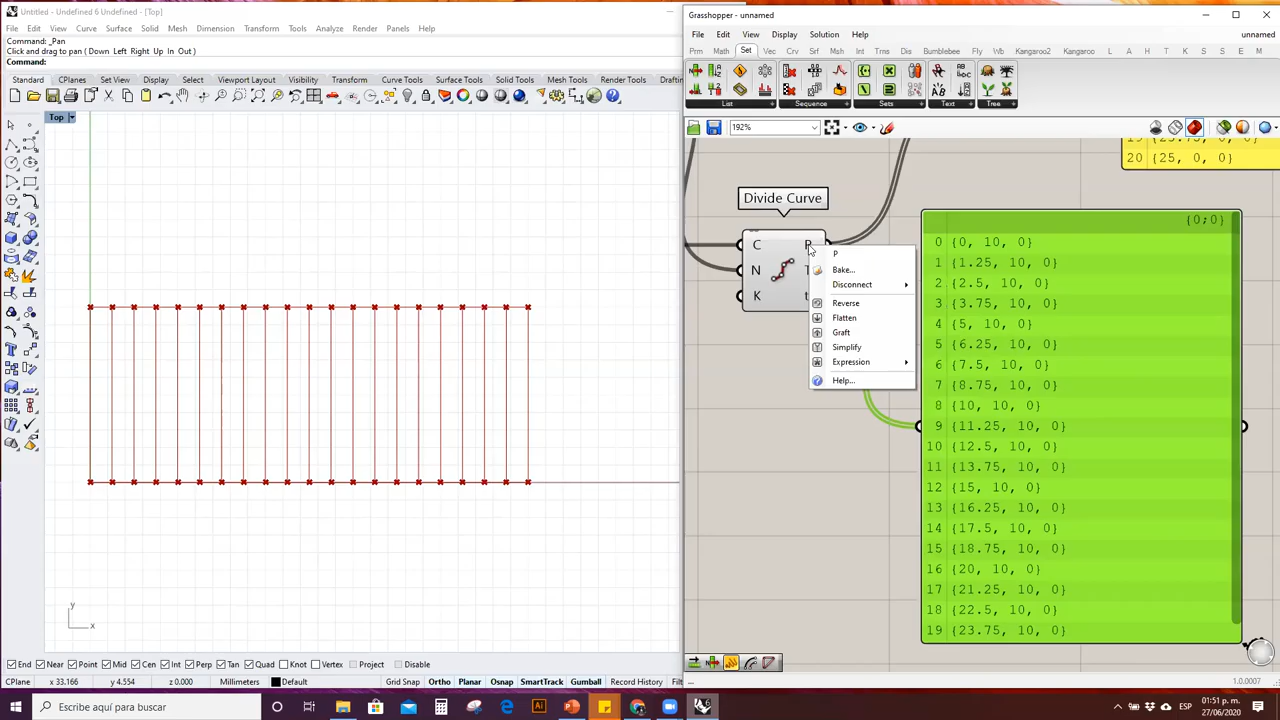 Untitled - Undefined 6 Undefined 6 - [Top]
File Edit View Curve Surface Solid Mesh Dimension Transform Tools Analyze Render Panels Help
Command: _Pan
Click and drag to pan ( Down Left Right Up In Out )
Command:
Standard CPlanes Set View Display Select Viewport Layout Visibility Transform Curve Tools Surface Tools Solid Tools Mesh Tools Render Tools Draftin
Top
y
x
End Near Point Mid Cen Int Perp Tan Quad Knot Vertex Project Disable
CPlane x 33.166 y 4.554 z 0.000 Millimeters Default Grid Snap Ortho Planar Osnap SmartTrack Gumball Record History Filt
Grasshopper - unnamed
File Edit View Display Solution Help unnamed
Prm Math Set Vec Crv Srf Msh Int Trns Dis Bumblebee Fly Wb Kangaroo2 Kangaroo L A H T K S S E M
List Sequence Sets Text Tree
192%
20 {25, 0, 0}
Divide Curve
C P
N T
K t
P
Bake...
Disconnect
Reverse
Flatten
Graft
Simplify
Expression
Help...
{0;0}
0 {0, 10, 0}
1 {1.25, 10, 0}
2 {2.5, 10, 0}
3 {3.75, 10, 0}
4 {5, 10, 0}
5 {6.25, 10, 0}
6 {7.5, 10, 0}
7 {8.75, 10, 0}
8 {10, 10, 0}
9 {11.25, 10, 0}
10 {12.5, 10, 0}
11 {13.75, 10, 0}
12 {15, 10, 0}
13 {16.25, 10, 0}
14 {17.5, 10, 0}
15 {18.75, 10, 0}
16 {20, 10, 0}
17 {21.25, 10, 0}
18 {22.5, 10, 0}
19 {23.75, 10, 0}
...
1.0.0007
Escribe aquí para buscar
ESP
01:51 p. m.
27/06/2020